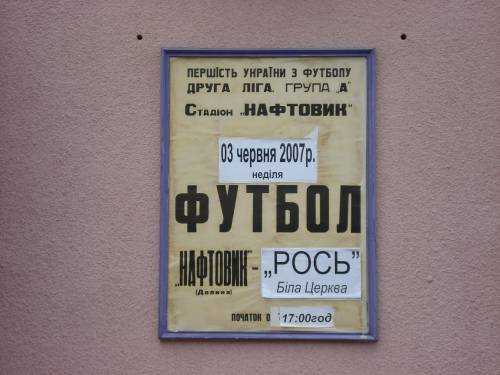 ПЕРШІСТЬ УКРАЇНИ З ФУТБОЛУ
ДРУГА ЛІГА. ГРУПА „А"
СТАДІОН „НАФТОВИК"
03 червня 2007р.
неділя
ФУТБОЛ
„НАФТОВИК" - „РОСЬ”
(Долина) Біла Церква
ПОЧАТОК О 17:00год